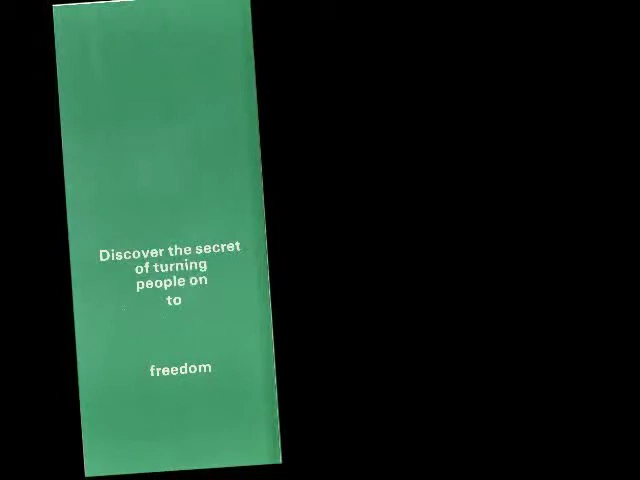 Discover the secret
of turning
people on
to
freedom